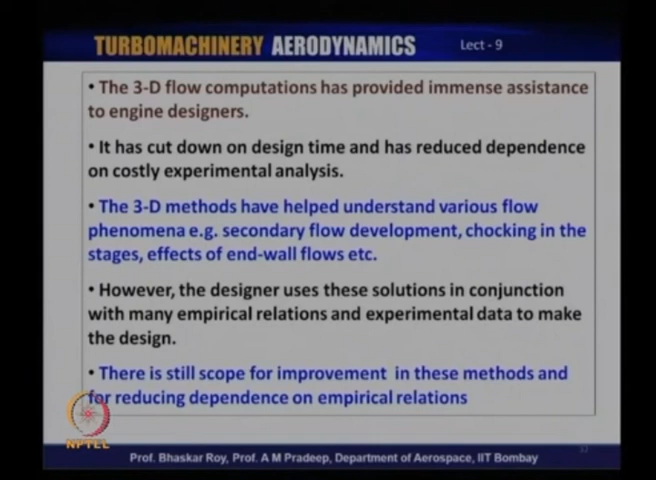 TURBOMACHINERY AERODYNAMICS Lect - 9
• The 3-D flow computations has provided immense assistance
to engine designers.
• It has cut down on design time and has reduced dependence
on costly experimental analysis.
• The 3-D methods have helped understand various flow
phenomena e.g. secondary flow development, chocking in the
stages, effects of end-wall flows etc.
• However, the designer uses these solutions in conjunction
with many empirical relations and experimental data to make
the design.
• There is still scope for improvement in these methods and
for reducing dependence on empirical relations
NPTEL
Prof. Bhaskar Roy, Prof. A M Pradeep, Department of Aerospace, IIT Bombay